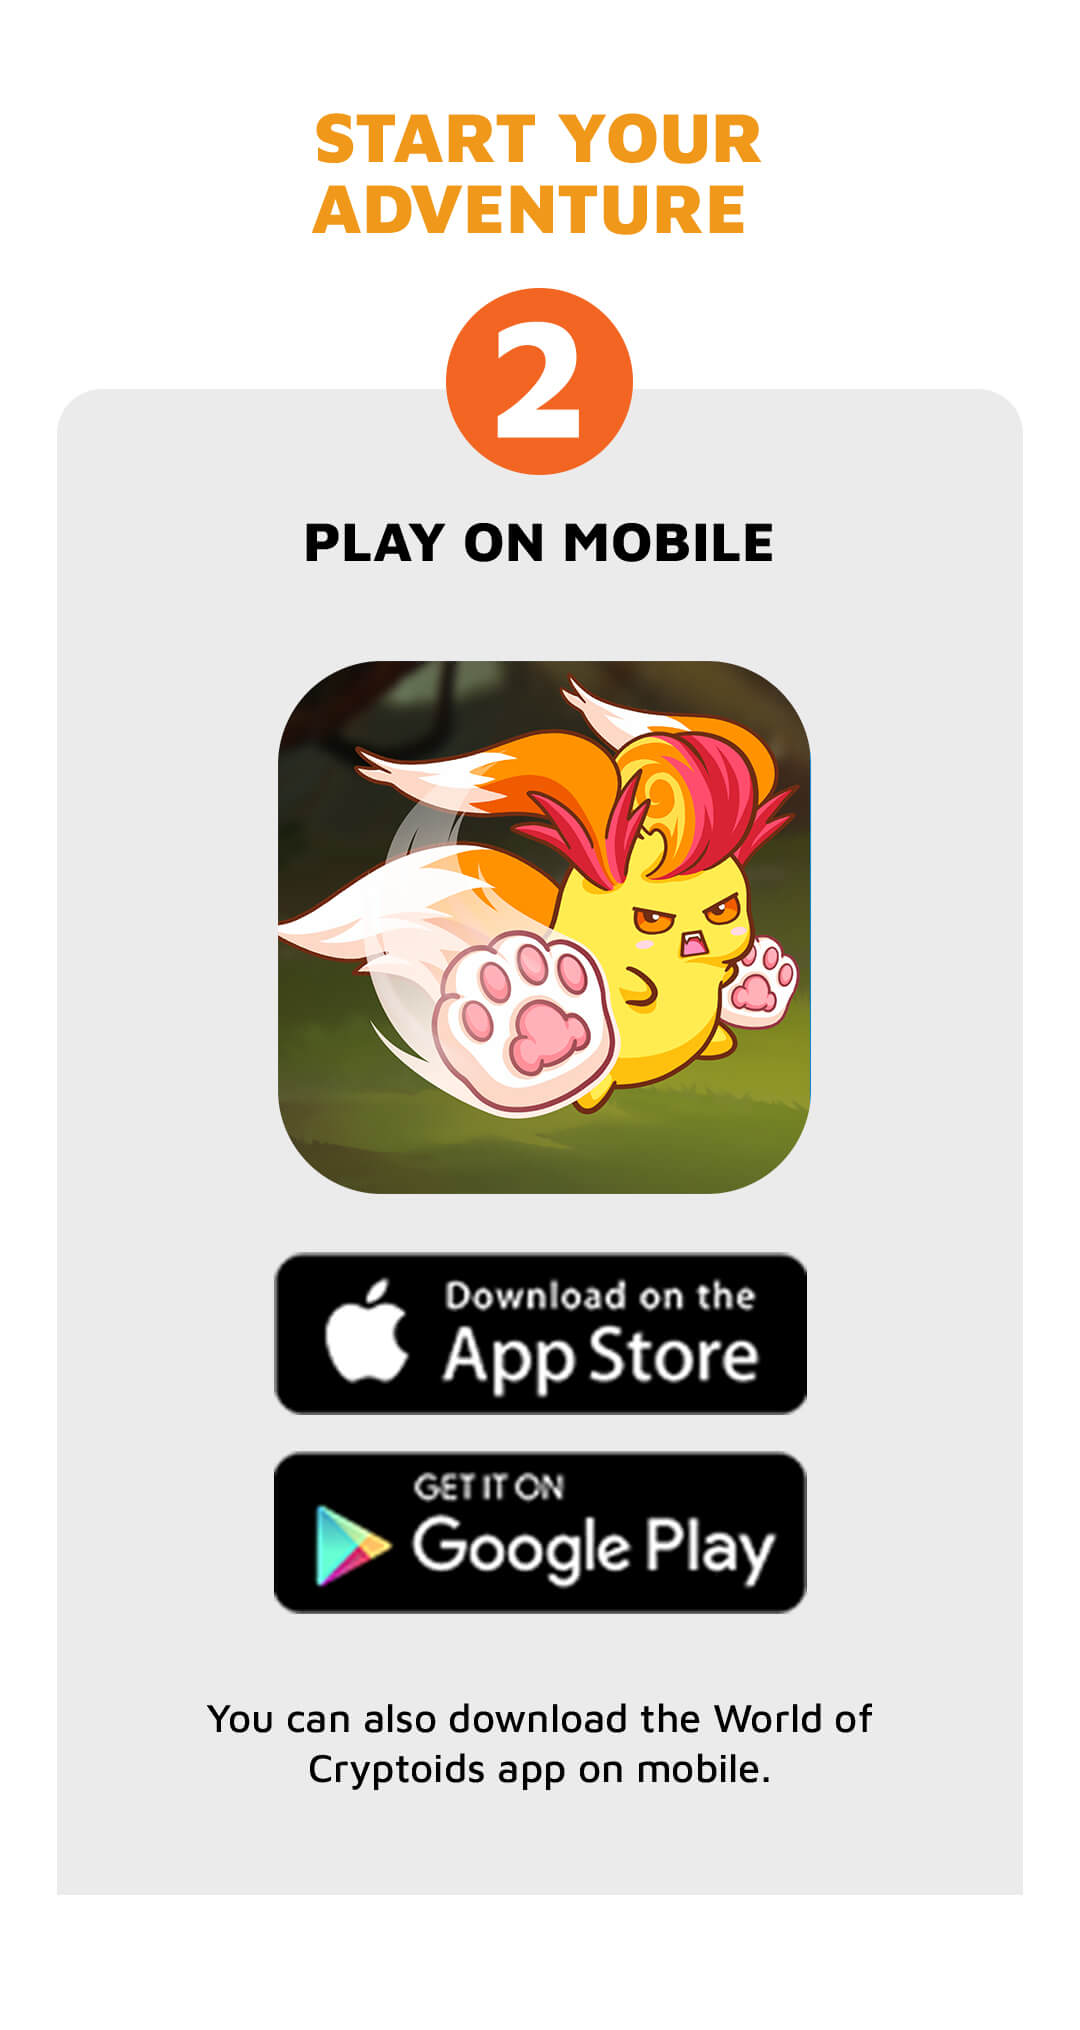 START YOUR
ADVENTURE
2
PLAY ON MOBILE
Download on the
App Store
GET IT ON
Google Play
You can also download the World of
Cryptoids app on mobile.